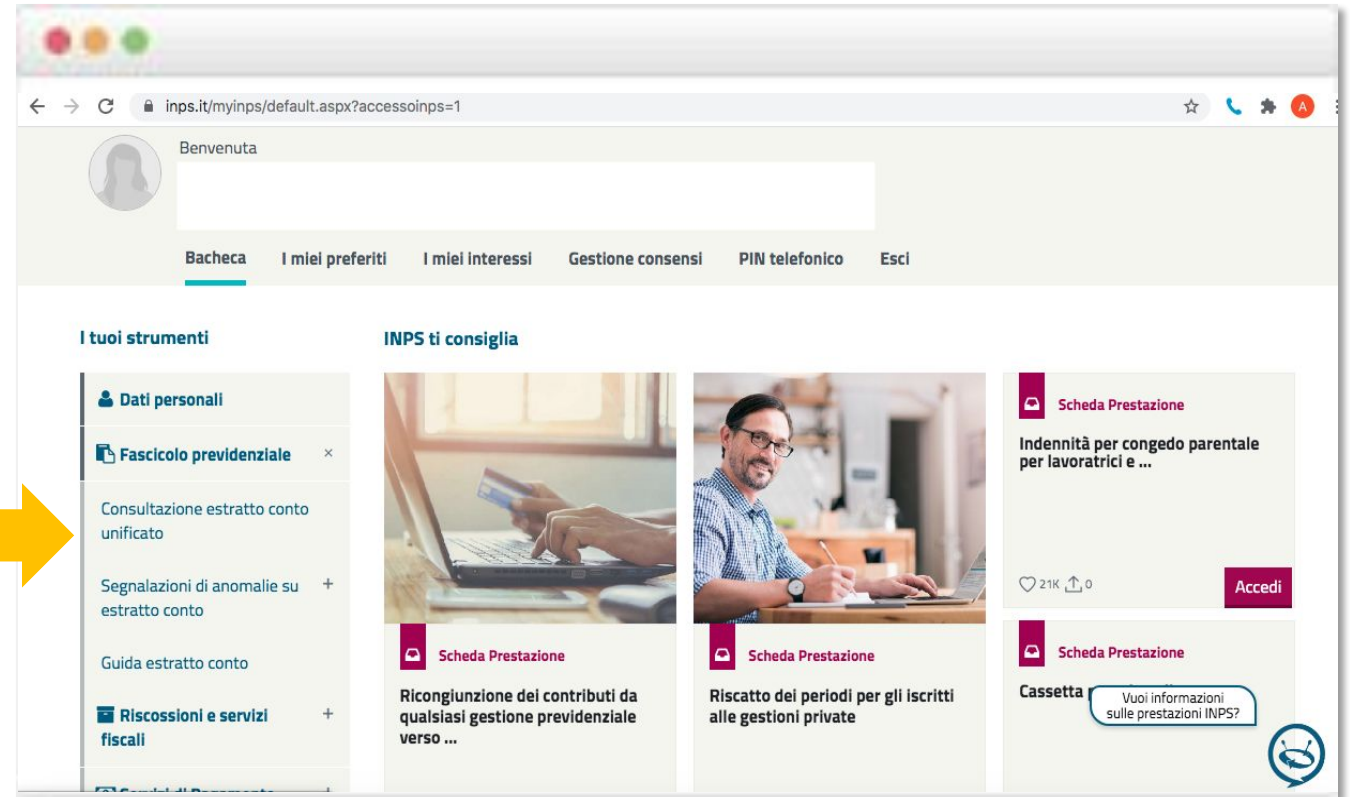 inps.it/myinps/default.aspx?accessoinps=1
A
Benvenuta
Bacheca I miei preferiti I miei interessi Gestione consensi PIN telefonico Esci
I tuoi strumenti
Dati personali
Fascicolo previdenziale ×
Consultazione estratto conto
unificato
Segnalazioni di anomalie su +
estratto conto
Guida estratto conto
Riscossioni e servizi +
fiscali
INPS ti consiglia
Scheda Prestazione
Ricongiunzione dei contributi da
qualsiasi gestione previdenziale
verso ...
Scheda Prestazione
Riscatto dei periodi per gli iscritti
alle gestioni private
Scheda Prestazione
Indennità per congedo parentale
per lavoratrici e ...
21K 0
Accedi
Scheda Prestazione
Cassetta
Vuoi informazioni
sulle prestazioni INPS?